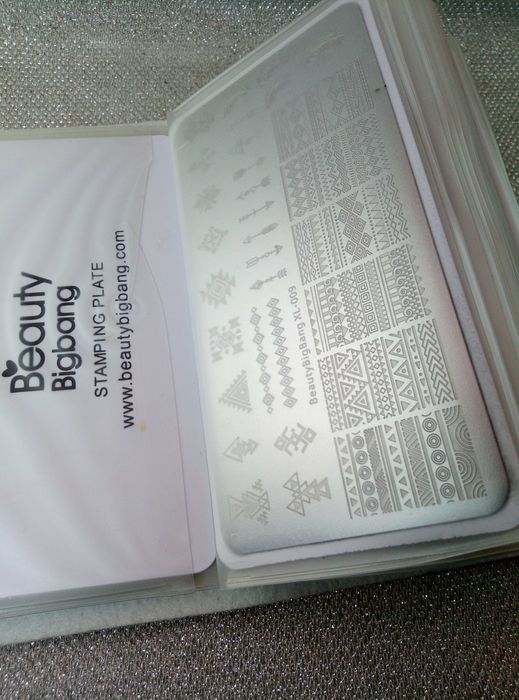 Beauty
Bigbang
STAMPING PLATE
www.beautybigbang.com
BeautyBigBang XL-009